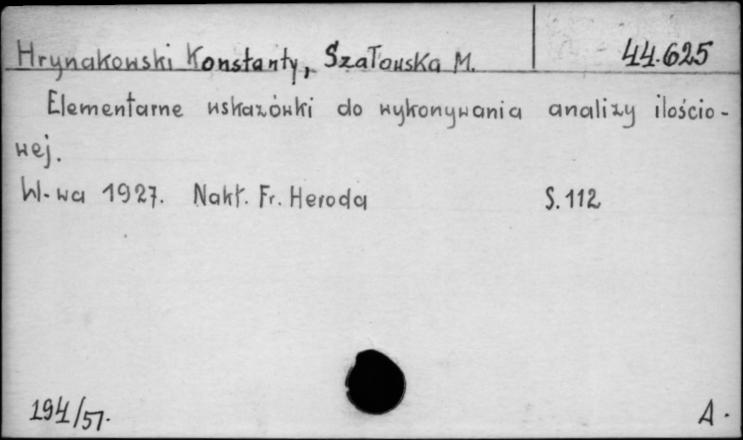 Hrynakowski Konstanty, Szałowska M. 44.625
Elementarne wskazówki do wykonywania analizy ilościo-
wej.
W-wa 1927. Nakł. Fr. Heroda S. 112
194/57. A.